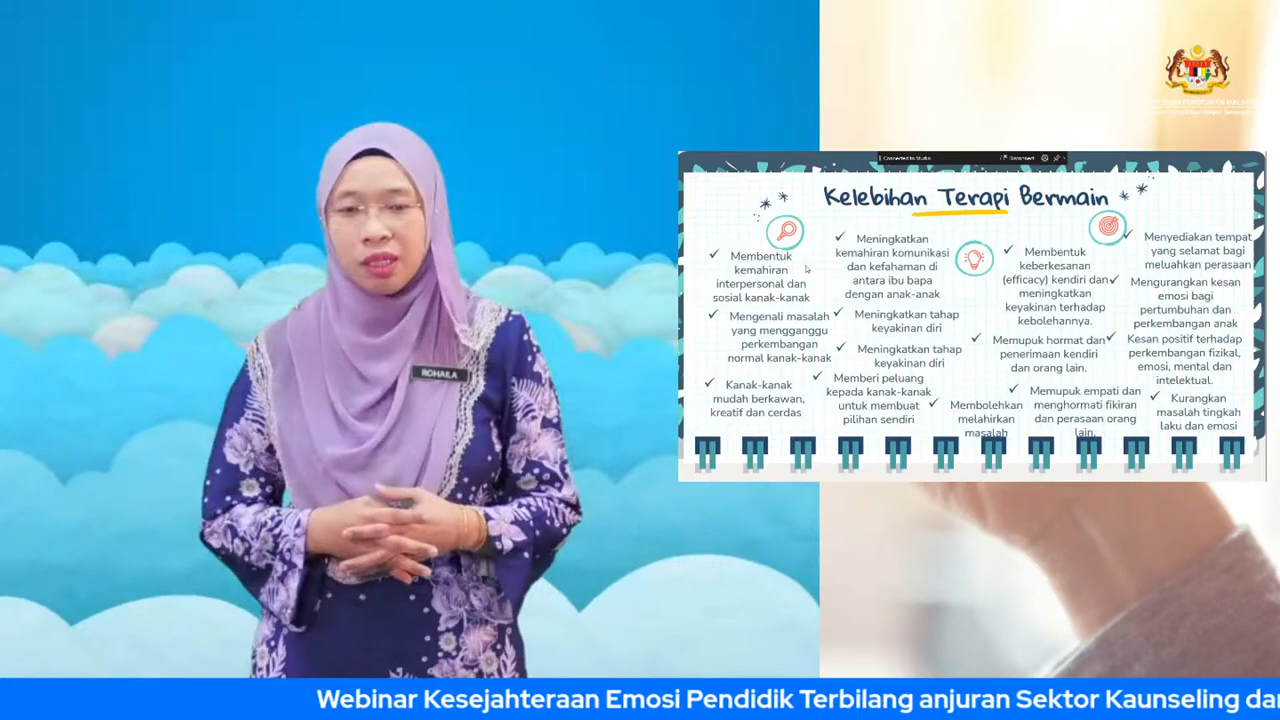 Connected to Studio
Disconnect
Kelebihan Terapi Bermain
Membentuk
kemahiran
interpersonal dan
sosial kanak-kanak
Mengenali masalah
yang mengganggu
perkembangan
normal kanak-kanak
Kanak-kanak
mudah berkawan,
kreatif dan cerdas
Meningkatkan
kemahiran komunikasi
dan kefahaman di
antara ibu bapa
dengan anak-anak
Meningkatkan tahap
keyakinan diri
Meningkatkan tahap
keyakinan diri
Memberi peluang
kepada kanak-kanak
untuk membuat
pilihan sendiri
Membentuk
keberkesanan
(efficacy) kendiri dan
meningkatkan
keyakinan terhadap
kebolehannya.
Memupuk hormat dan
penerimaan kendiri
dan orang lain.
Membolehkan
melahirkan
masalah
Memupuk empati dan
menghormati fikiran
dan perasaan orang
lain.
Menyediakan tempat
yang selamat bagi
meluahkan perasaan
Mengurangkan kesan
emosi bagi
pertumbuhan dan
perkembangan anak
Kesan positif terhadap
perkembangan fizikal,
emosi, mental dan
intelektual.
Kurangkan
masalah tingkah
laku dan emosi
ROHAILA
Webinar Kesejahteraan Emosi Pendidik Terbilang anjuran Sektor Kaunseling da